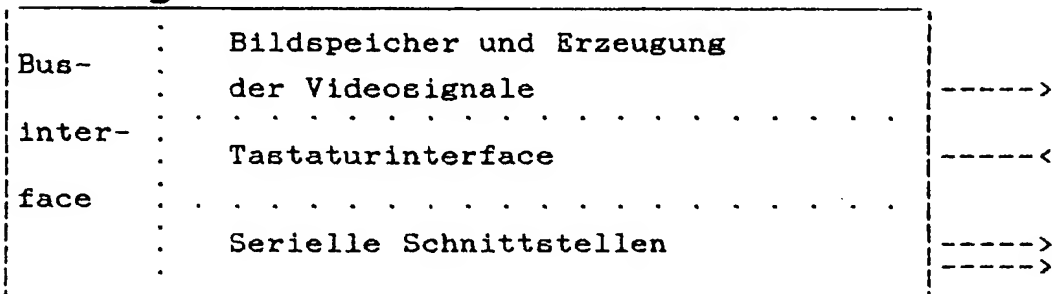 Bildspeicher und Erzeugung
Bus-
der Videosignale
----->
inter-
Tastaturinterface
-----<
face
Serielle Schnittstellen
----->
----->